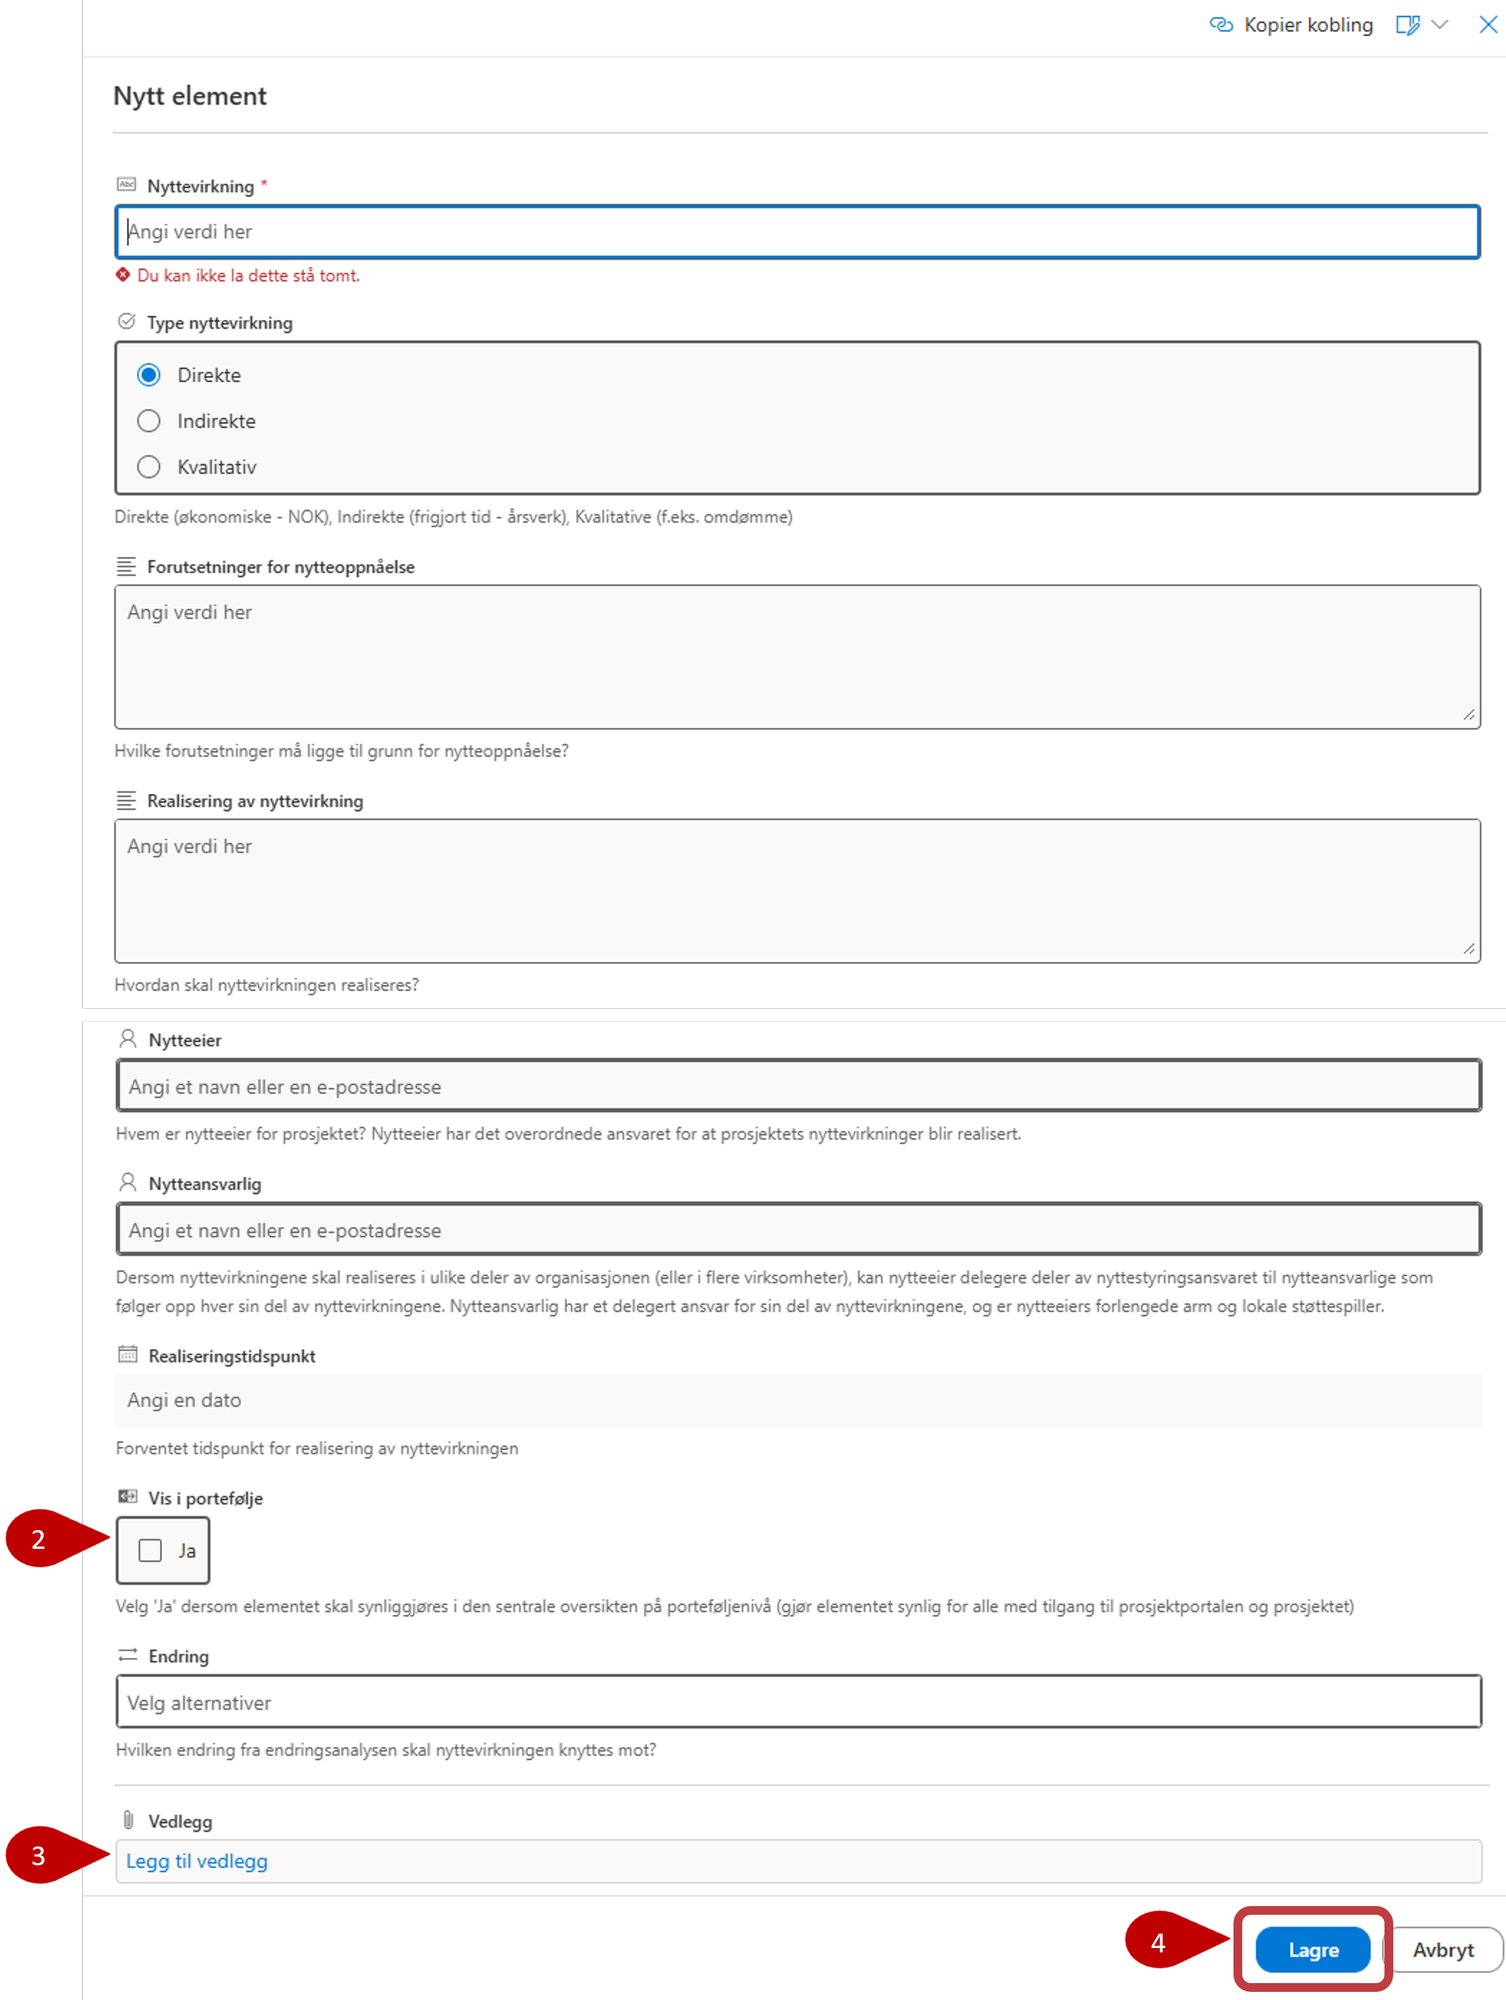 Kopier kobling
Nytt element
Abc Nyttevirkning *
Angi verdi her
Du kan ikke la dette stå tomt.
Type nyttevirkning
Direkte
Indirekte
Kvalitativ
Direkte (økonomiske - NOK), Indirekte (frigjort tid - årsverk), Kvalitative (f.eks. omdømme)
Forutsetninger for nytteoppnåelse
Angi verdi her
Hvilke forutsetninger må ligge til grunn for nytteoppnåelse?
Realisering av nyttevirkning
Angi verdi her
Hvordan skal nyttevirkningen realiseres?
Nytteeier
Angi et navn eller en e-postadresse
Hvem er nytteeier for prosjektet? Nytteeier har det overordnede ansvaret for at prosjektets nyttevirkninger blir realisert.
Nytteansvarlig
Angi et navn eller en e-postadresse
Dersom nyttevirkningene skal realiseres i ulike deler av organisasjonen (eller i flere virksomheter), kan nytteeier delegere deler av nyttestyringsansvaret til nytteansvarlige som
følger opp hver sin del av nyttevirkningene. Nytteansvarlig har et delegert ansvar for sin del av nyttevirkningene, og er nytteeiers forlengede arm og lokale støttespiller.
Realiseringstidspunkt
Angi en dato
Forventet tidspunkt for realisering av nyttevirkningen
Vis i portefølje
2
Ja
Velg 'Ja' dersom elementet skal synliggjøres i den sentrale oversikten på porteføljenivå (gjør elementet synlig for alle med tilgang til prosjektportalen og prosjektet)
Endring
Velg alternativer
Hvilken endring fra endringsanalysen skal nyttevirkningen knyttes mot?
Vedlegg
3
Legg til vedlegg
4
Lagre
Avbryt